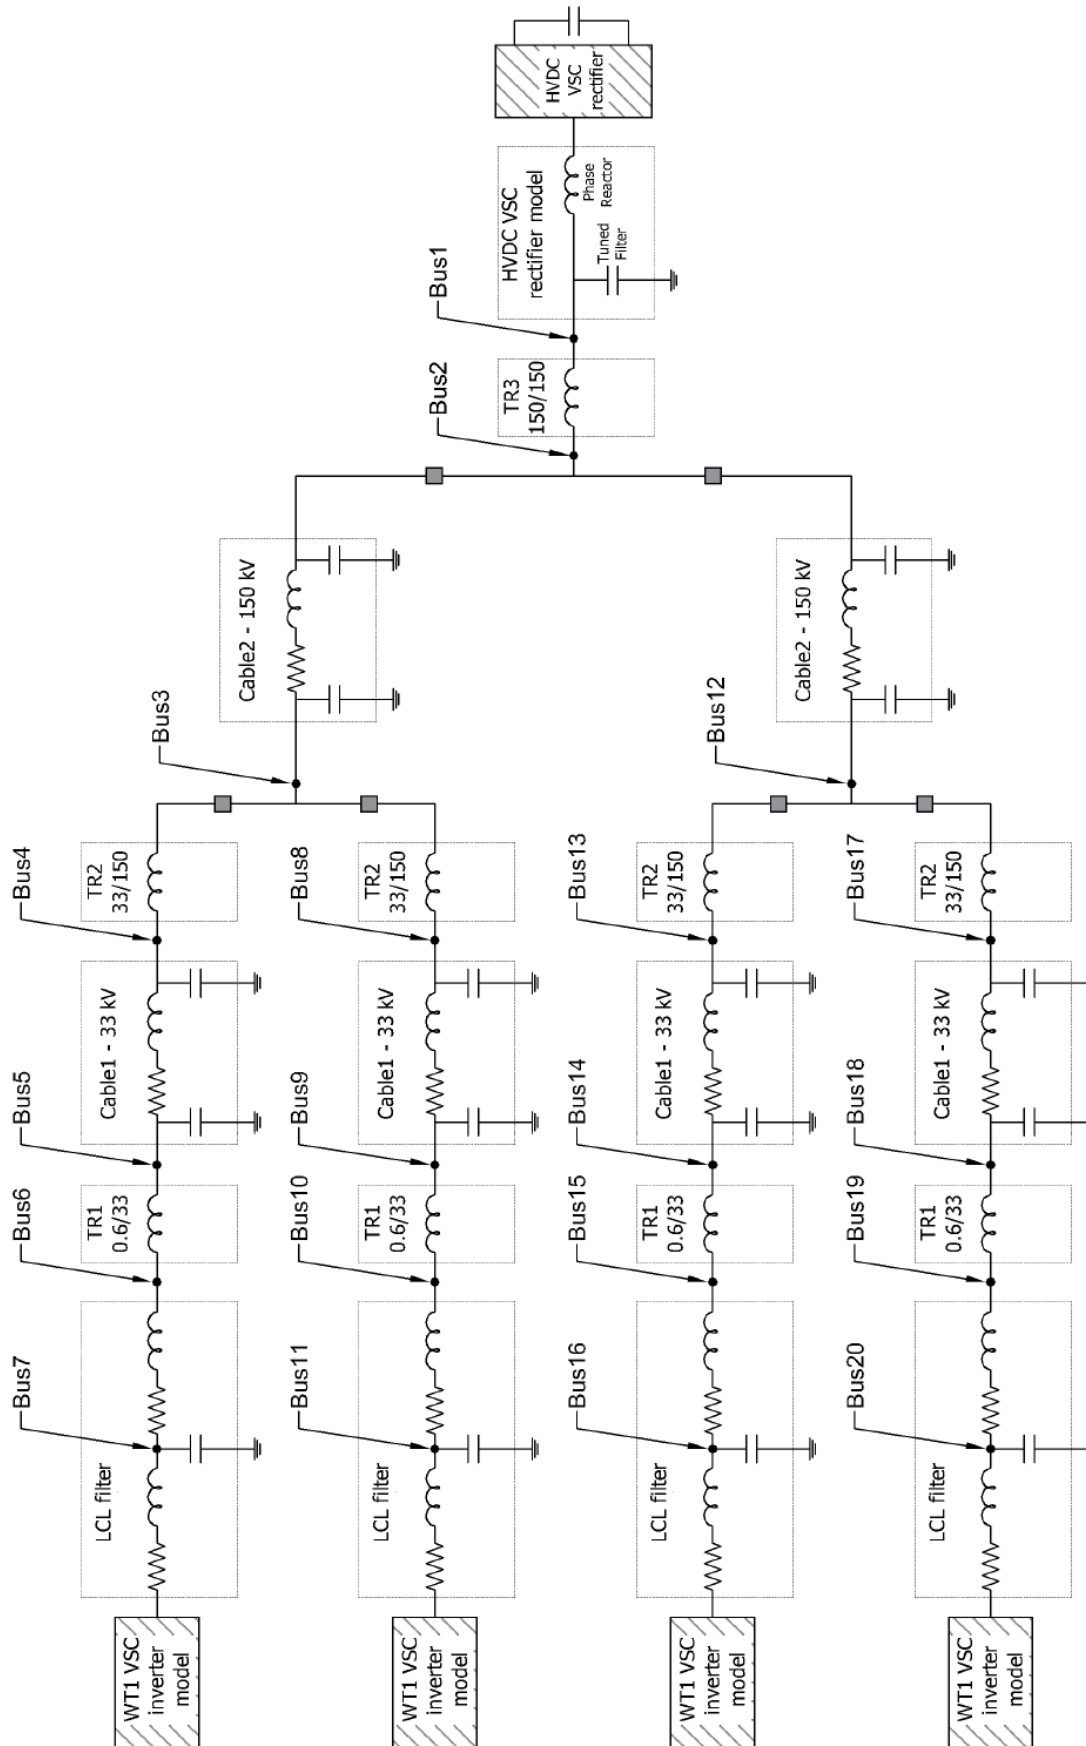 HVDC
VSC
rectifier
HVDC VSC
rectifier model
Phase
Reactor
Tuned
Filter
Bus1
TR3
150/150
Bus2
Cable2 - 150 kV
Cable2 - 150 kV
Bus3
Bus12
Bus4
TR2
33/150
Bus8
TR2
33/150
Bus13
TR2
33/150
Bus17
TR2
33/150
Cable1 - 33 kV
Cable1 - 33 kV
Cable1 - 33 kV
Cable1 - 33 kV
Bus5
Bus9
Bus14
Bus18
Bus6
TR1
0.6/33
Bus10
TR1
0.6/33
Bus15
TR1
0.6/33
Bus19
TR1
0.6/33
Bus7
Bus11
Bus16
Bus20
LCL filter
LCL filter
LCL filter
LCL filter
WT1 VSC
inverter
model
WT1 VSC
inverter
model
WT1 VSC
inverter
model
WT1 VSC
inverter
model